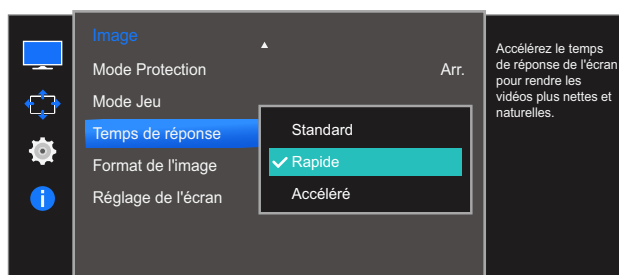 Image
Mode Protection
Arr.
Mode Jeu
Temps de réponse
Format de l'image
Réglage de l'écran
Standard
Rapide
Accéléré
Accélérez le temps
de réponse de l'écran
pour rendre les
vidéos plus nettes et
naturelles.